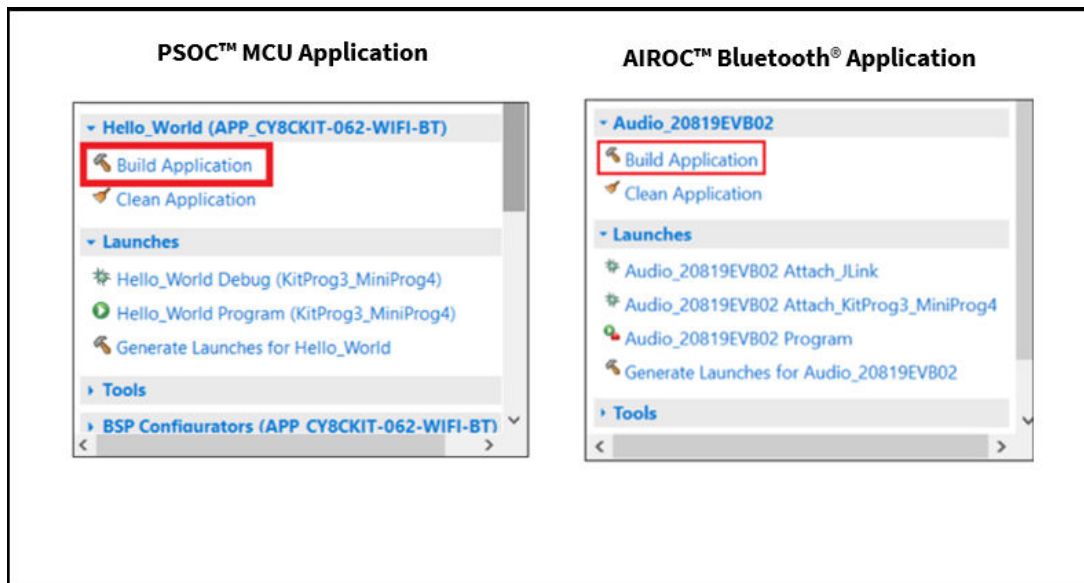 PSOC™ MCU Application
Hello_World (APP_CY8CKIT-062-WIFI-BT)
Build Application
Clean Application
Launches
Hello_World Debug (KitProg3_MiniProg4)
Hello_World Program (KitProg3_MiniProg4)
Generate Launches for Hello_World
Tools
BSP Configurators (APP_CY8CKIT-062-WIFI-BT)
AIROC™ Bluetooth® Application
Audio_20819EVB02
Build Application
Clean Application
Launches
Audio_20819EVB02 Attach_JLink
Audio_20819EVB02 Attach_KitProg3_MiniProg4
Audio_20819EVB02 Program
Generate Launches for Audio_20819EVB02
Tools